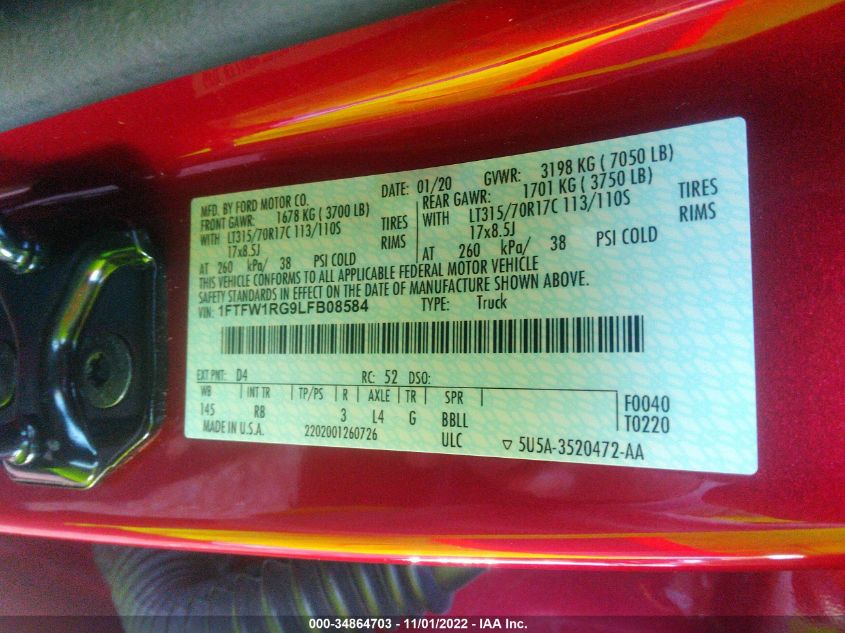 MFD. BY FORD MOTOR CO.
DATE: 01/20 GVWR: 3198 KG ( 7050 LB)
FRONT GAWR: 1678 KG ( 3700 LB)
REAR GAWR: 1701 KG ( 3750 LB)
WITH LT315/70R17C 113/110S TIRES
WITH LT315/70R17C 113/110S TIRES
17x8.5J RIMS
17x8.5J RIMS
AT 260 kPa/ 38 PSI COLD
AT 260 kPa/ 38 PSI COLD
THIS VEHICLE CONFORMS TO ALL APPLICABLE FEDERAL MOTOR VEHICLE
SAFETY STANDARDS IN EFFECT ON THE DATE OF MANUFACTURE SHOWN ABOVE.
VIN: 1FTFW1RG9LFB08584 TYPE: Truck
EXT PNT: D4 RC: 52 DSO:
WB INT TR TP/PS R AXLE TR SPR
145 RB 3 L4 G BBLL F0040
MADE IN U.S.A. 2202001260726 ULC T0220
▽ 5U5A-3520472-AA
000-34864703 - 11/01/2022 - IAA Inc.